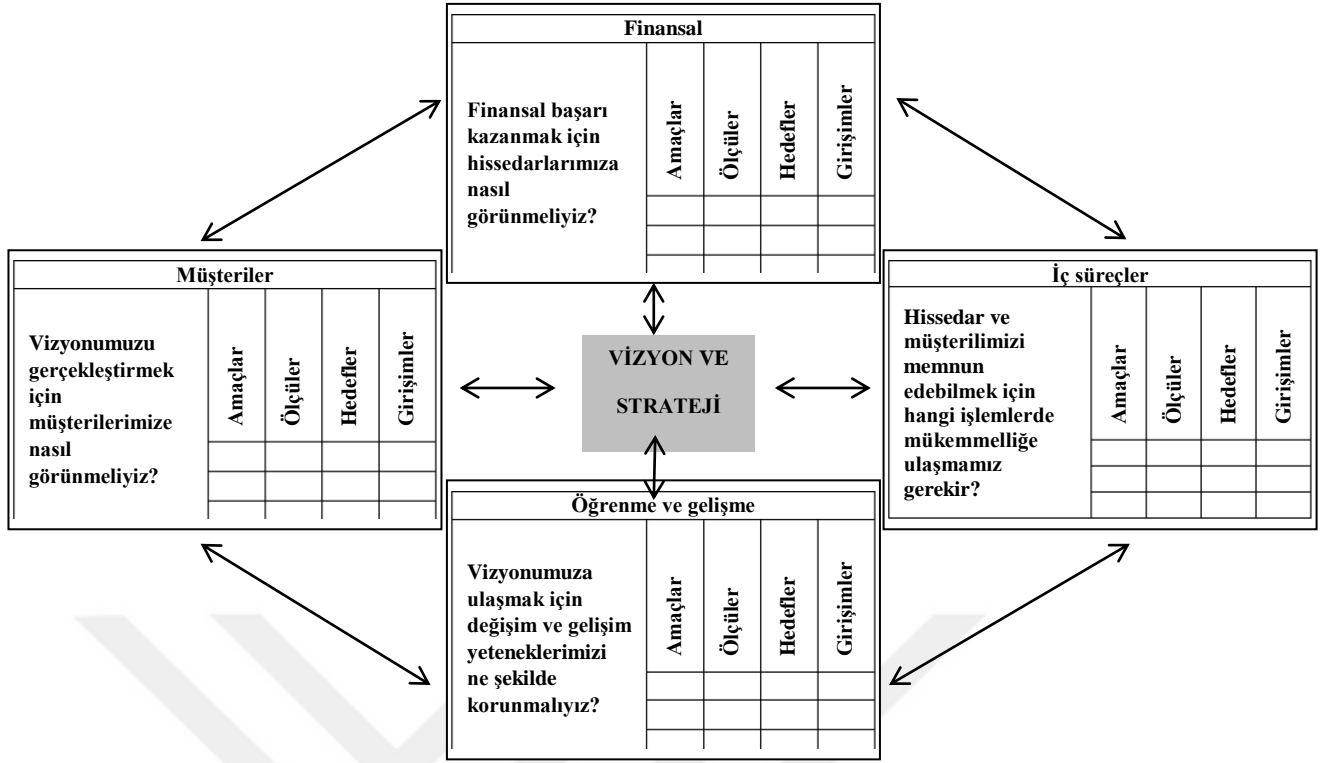 Finansal
Finansal başarı
kazanmak için
hissedarlarımıza
nasıl
görünmeliyiz?
Amaçlar
Ölçüler
Hedefler
Girişimler
Müşteriler
Vizyonumuzu
gerçekleştirmek
için
müşterilerimize
nasıl
görünmeliyiz?
Amaçlar
Ölçüler
Hedefler
Girişimler
VİZYON VE
STRATEJİ
İç süreçler
Hissedar ve
müşterilimizi
memnun
edebilmek için
hangi işlemlerde
mükemmelliğe
ulaşmamız
gerekir?
Amaçlar
Ölçüler
Hedefler
Girişimler
Öğrenme ve gelişme
Vizyonumuza
ulaşmak için
değişim ve gelişim
yeteneklerimizi
ne şekilde
korunmalıyız?
Amaçlar
Ölçüler
Hedefler
Girişimler